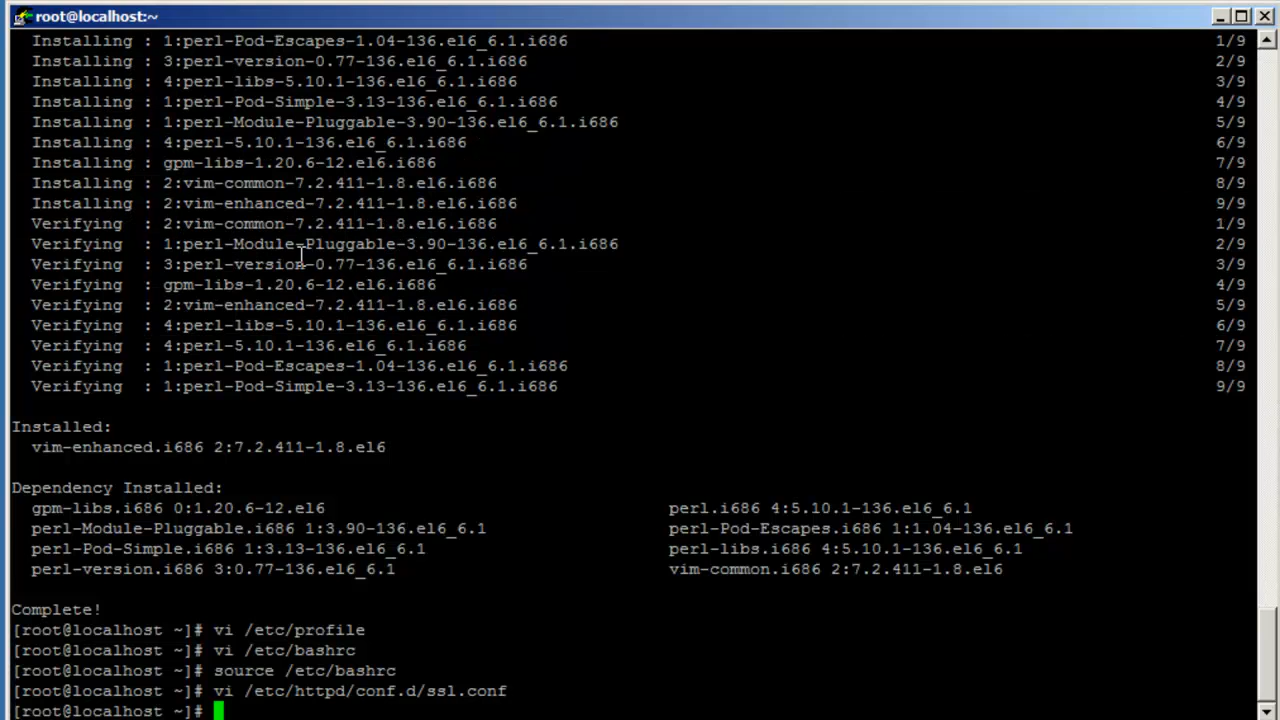 root@localhost:~
Installing : 1:perl-Pod-Escapes-1.04-136.el6_6.1.i686 1/9
Installing : 3:perl-version-0.77-136.el6_6.1.i686 2/9
Installing : 4:perl-libs-5.10.1-136.el6_6.1.i686 3/9
Installing : 1:perl-Pod-Simple-3.13-136.el6_6.1.i686 4/9
Installing : 1:perl-Module-Pluggable-3.90-136.el6_6.1.i686 5/9
Installing : 4:perl-5.10.1-136.el6_6.1.i686 6/9
Installing : gpm-libs-1.20.6-12.el6.i686 7/9
Installing : 2:vim-common-7.2.411-1.8.el6.i686 8/9
Installing : 2:vim-enhanced-7.2.411-1.8.el6.i686 9/9
Verifying : 2:vim-common-7.2.411-1.8.el6.i686 1/9
Verifying : 1:perl-Module-Pluggable-3.90-136.el6_6.1.i686 2/9
Verifying : 3:perl-version-0.77-136.el6_6.1.i686 3/9
Verifying : gpm-libs-1.20.6-12.el6.i686 4/9
Verifying : 2:vim-enhanced-7.2.411-1.8.el6.i686 5/9
Verifying : 4:perl-libs-5.10.1-136.el6_6.1.i686 6/9
Verifying : 4:perl-5.10.1-136.el6_6.1.i686 7/9
Verifying : 1:perl-Pod-Escapes-1.04-136.el6_6.1.i686 8/9
Verifying : 1:perl-Pod-Simple-3.13-136.el6_6.1.i686 9/9
Installed:
vim-enhanced.i686 2:7.2.411-1.8.el6
Dependency Installed:
gpm-libs.i686 0:1.20.6-12.el6 perl.i686 4:5.10.1-136.el6_6.1
perl-Module-Pluggable.i686 1:3.90-136.el6_6.1 perl-Pod-Escapes.i686 1:1.04-136.el6_6.1
perl-Pod-Simple.i686 1:3.13-136.el6_6.1 perl-libs.i686 4:5.10.1-136.el6_6.1
perl-version.i686 3:0.77-136.el6_6.1 vim-common.i686 2:7.2.411-1.8.el6
Complete!
[root@localhost ~]# vi /etc/profile
[root@localhost ~]# vi /etc/bashrc
[root@localhost ~]# source /etc/bashrc
[root@localhost ~]# vi /etc/httpd/conf.d/ssl.conf
[root@localhost ~]#